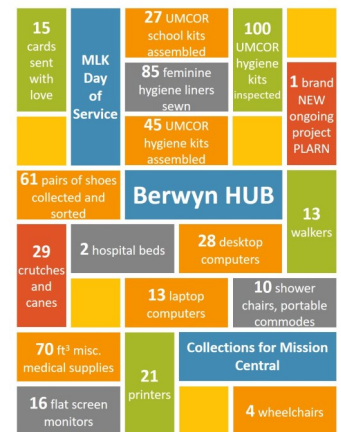 15
cards
sent
with
love
MLK
Day
of
Service
27 UMCOR
school kits
assembled
85 feminine
hygiene liners
sewn
45 UMCOR
hygiene kits
assembled
100
UMCOR
hygiene
kits
inspected
1 brand
NEW
ongoing
project
PLARN
61 pairs of shoes
collected and
sorted
Berwyn HUB
13
walkers
29
crutches
and
canes
2 hospital beds
28 desktop
computers
13 laptop
computers
10 shower
chairs, portable
commodes
70 ft³ misc.
medical supplies
21
printers
Collections for Mission
Central
16 flat screen
monitors
4 wheelchairs